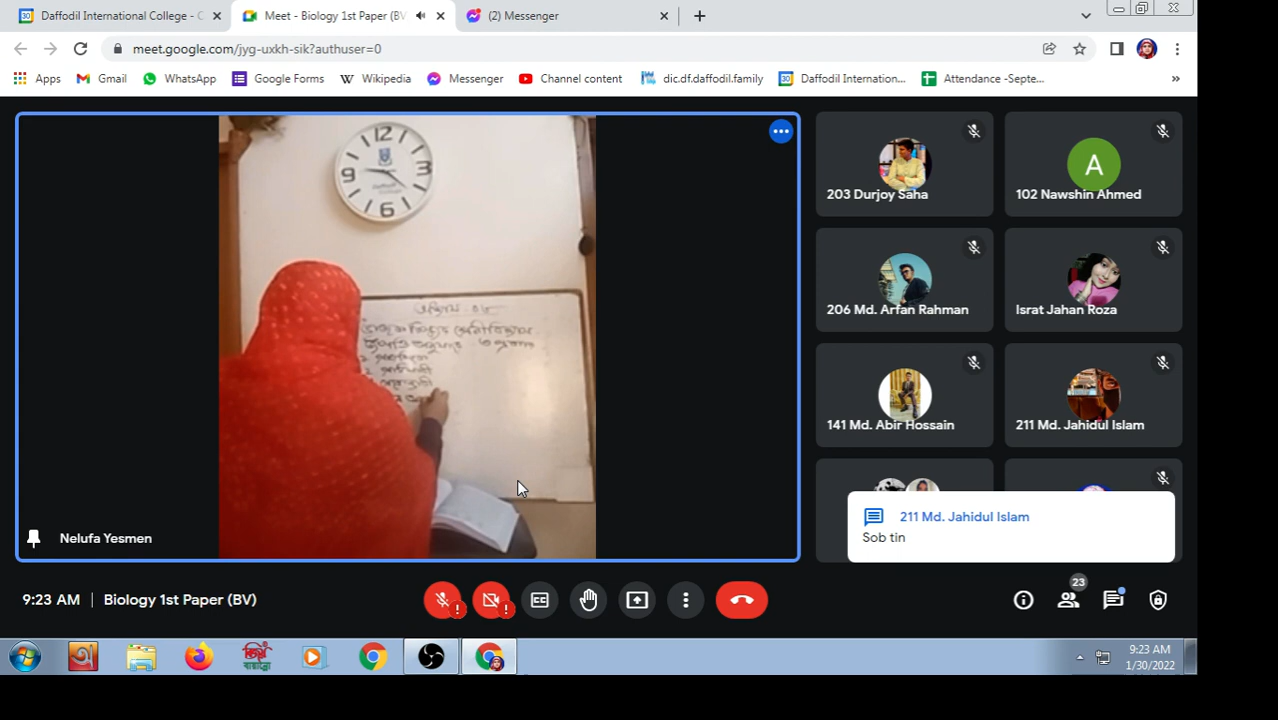 Daffodil International College - C
Meet - Biology 1st Paper (BV)
(2) Messenger
meet.google.com/jyg-uxkh-sik?authuser=0
Apps
Gmail
WhatsApp
Google Forms
Wikipedia
Messenger
Channel content
dic.df.daffodil.family
Daffodil Internation...
Attendance -Septe...
»
12
9 3
6
203 Durjoy Saha
A
102 Nawshin Ahmed
206 Md. Arfan Rahman
Israt Jahan Roza
141 Md. Abir Hossain
211 Md. Jahidul Islam
211 Md. Jahidul Islam
Sob tin
Nelufa Yesmen
9:23 AM | Biology 1st Paper (BV)
23
9:23 AM
1/30/2022